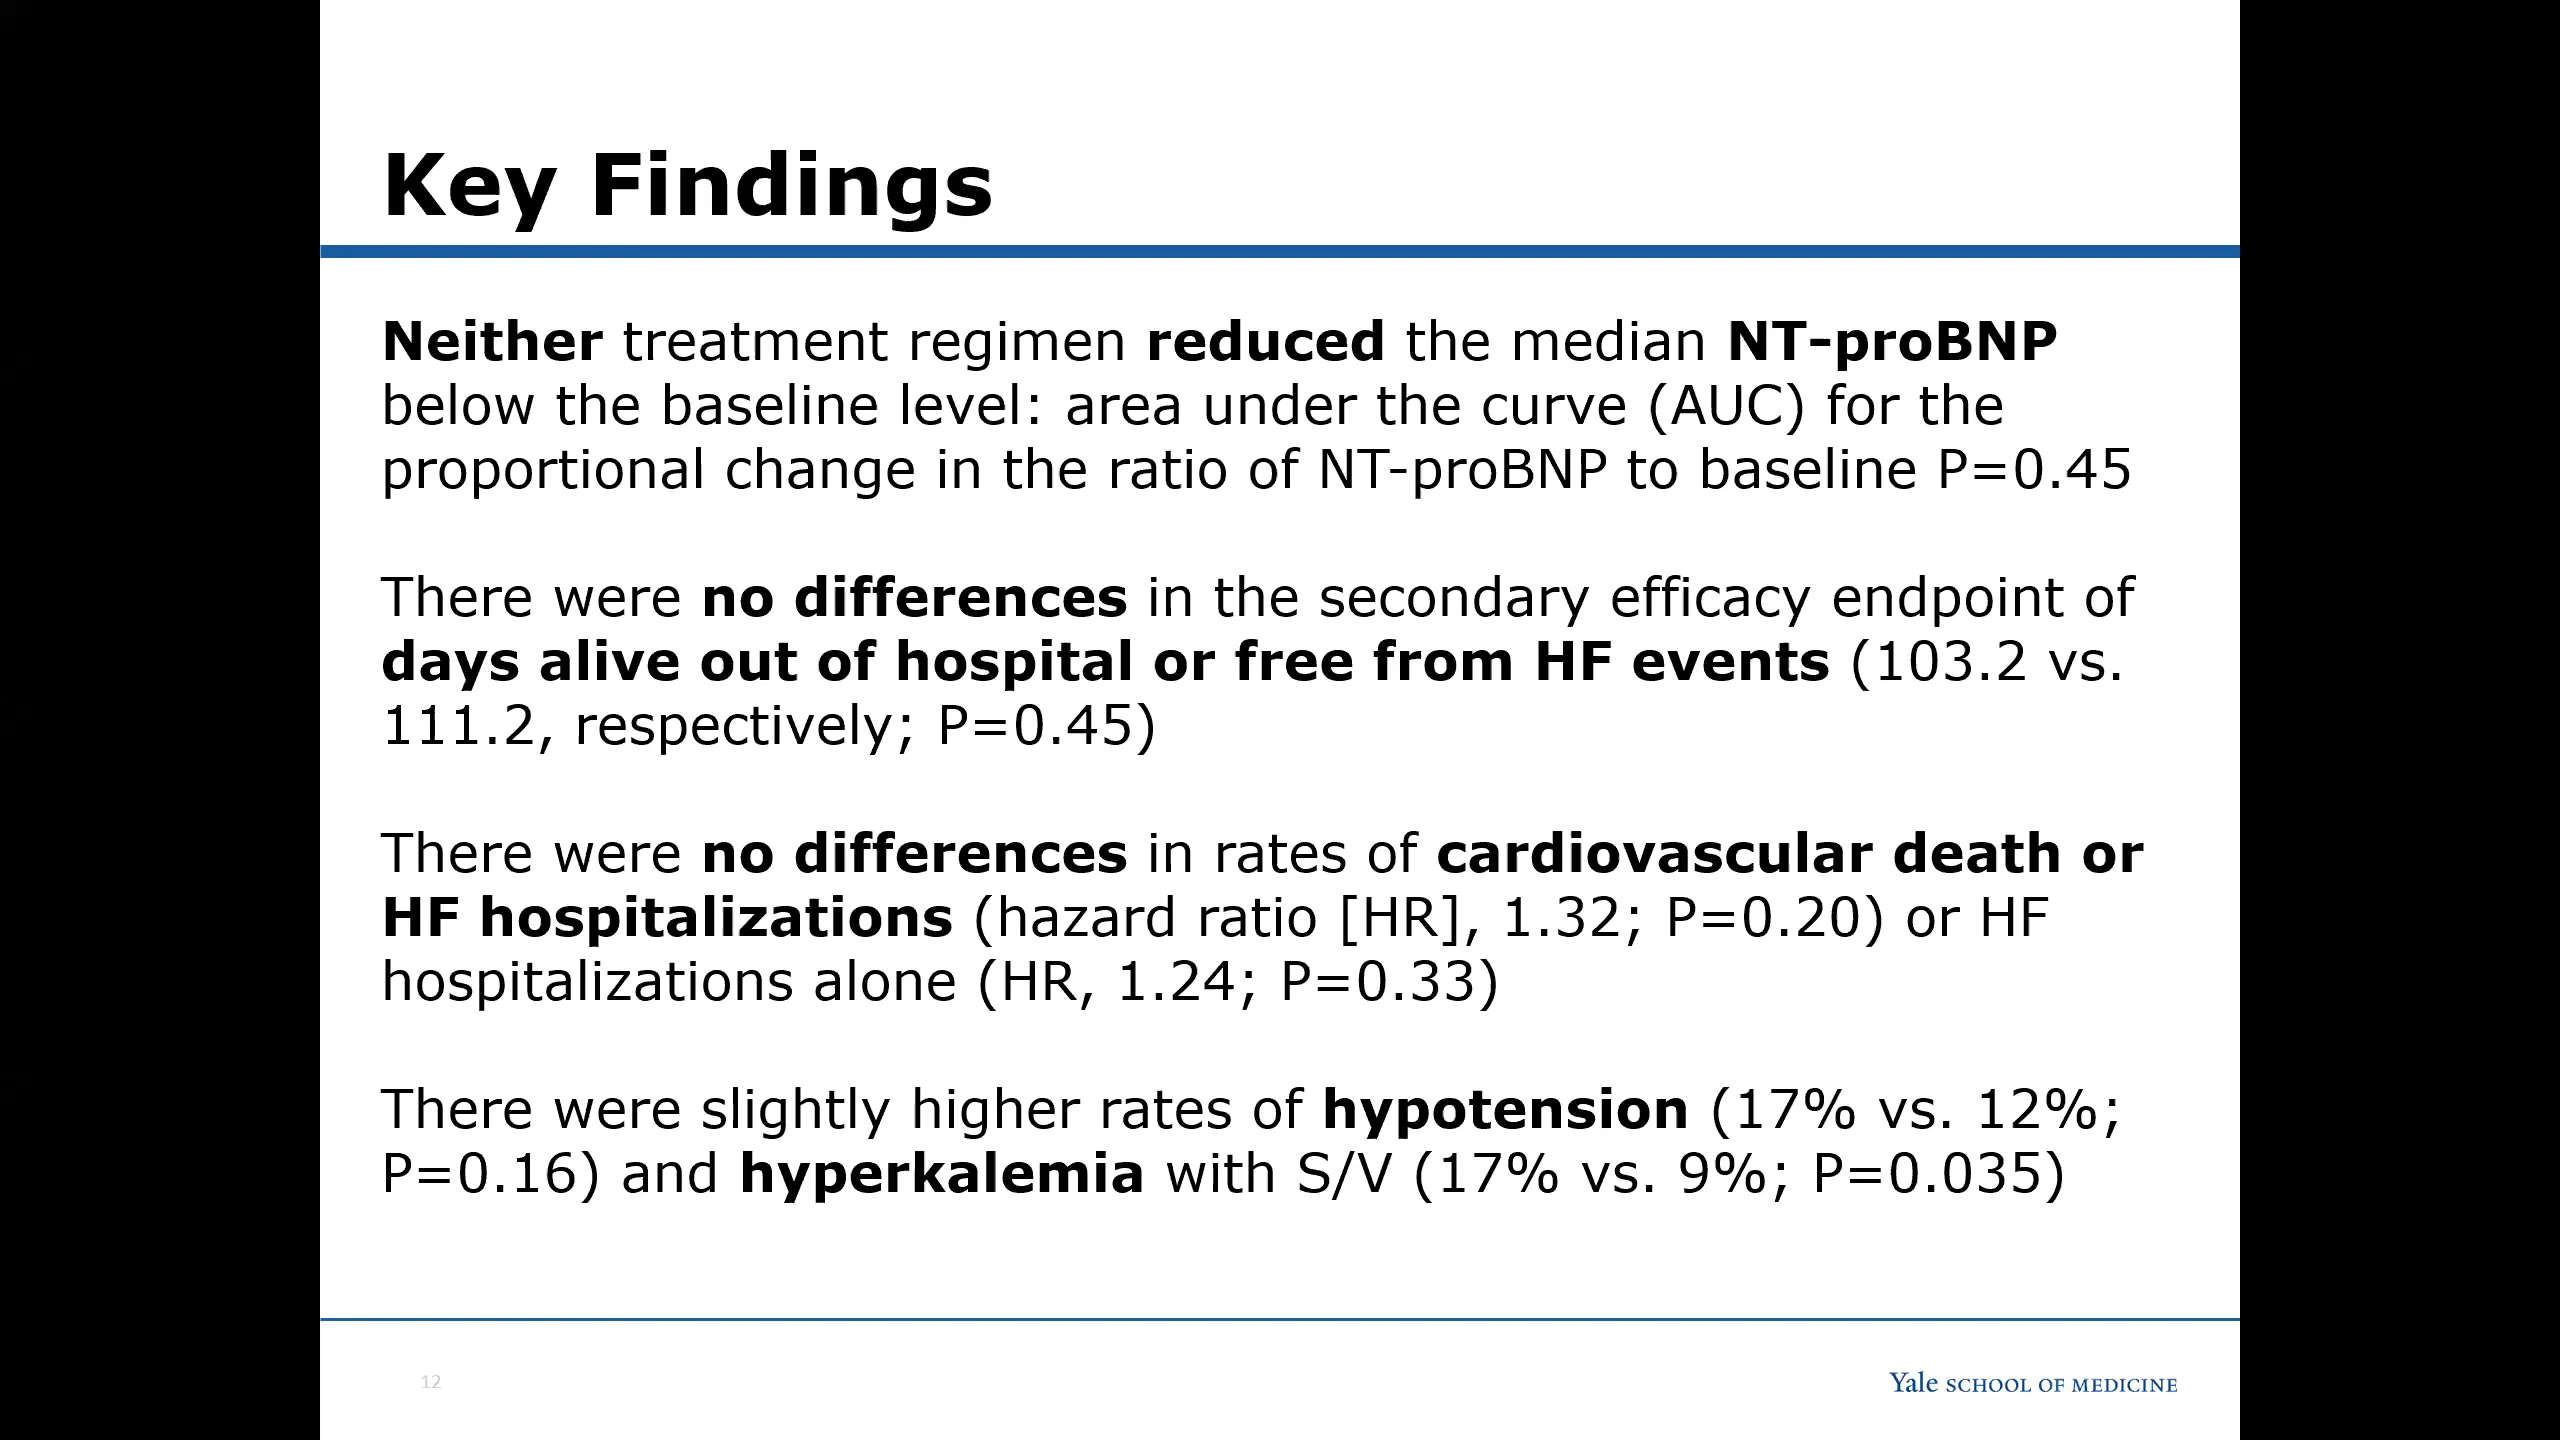 Key Findings
Neither treatment regimen reduced the median NT-proBNP
below the baseline level: area under the curve (AUC) for the
proportional change in the ratio of NT-proBNP to baseline P=0.45
There were no differences in the secondary efficacy endpoint of
days alive out of hospital or free from HF events (103.2 vs.
111.2, respectively; P=0.45)
There were no differences in rates of cardiovascular death or
HF hospitalizations (hazard ratio [HR], 1.32; P=0.20) or HF
hospitalizations alone (HR, 1.24; P=0.33)
There were slightly higher rates of hypotension (17% vs. 12%;
P=0.16) and hyperkalemia with S/V (17% vs. 9%; P=0.035)
12
Yale SCHOOL OF MEDICINE